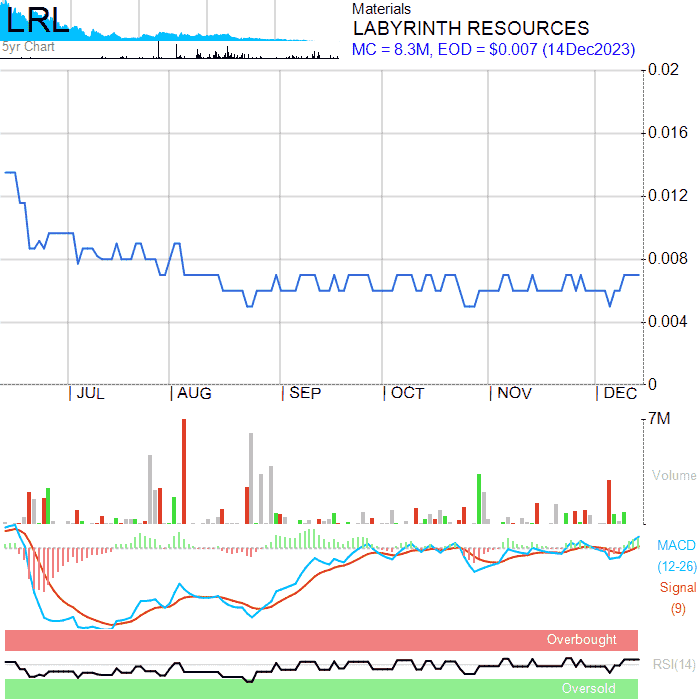 LRL
5yr Chart
Materials
LABYRINTH RESOURCES
MC = 8.3M, EOD = $0.007 (14Dec2023)
0.02
0.016
0.012
0.008
0.004
0
JUL AUG SEP OCT NOV DEC
7M
Volume
MACD
(12-26)
Signal
(9)
Overbought
RSI(14)
Oversold